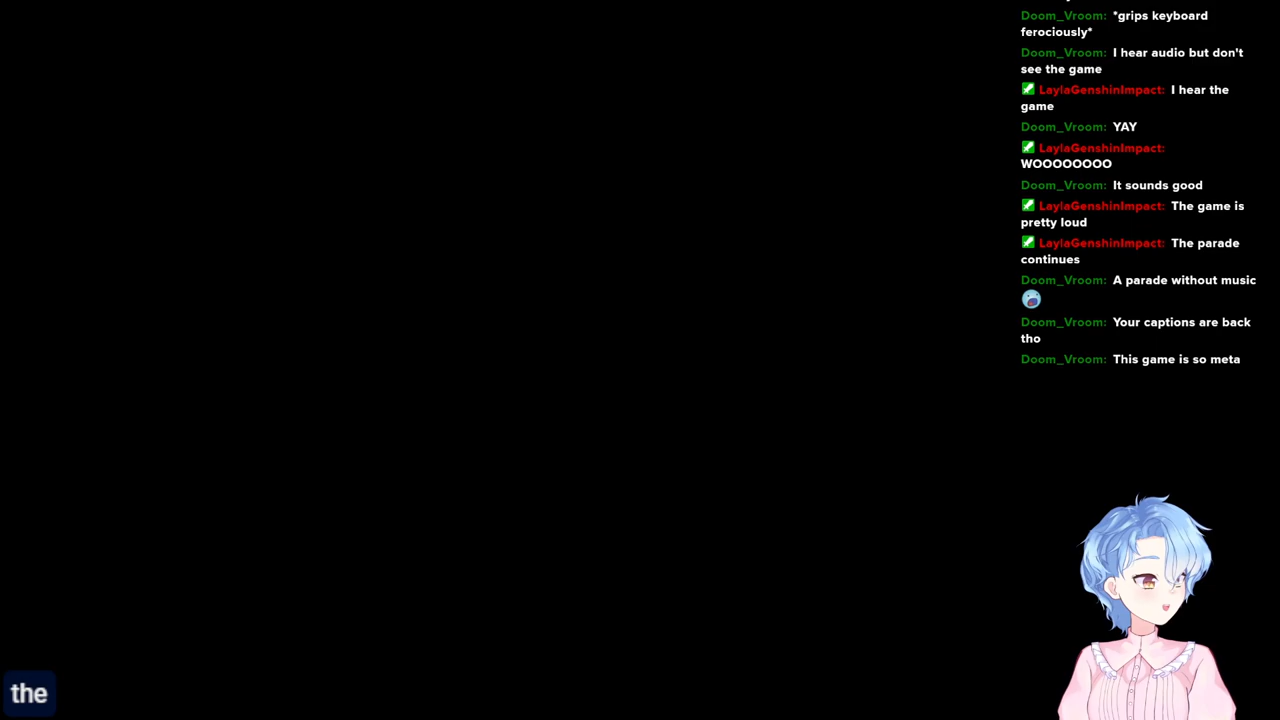 Doom_Vroom: *grips keyboard
ferociously*
Doom_Vroom: I hear audio but don't
see the game
LaylaGenshinImpact: I hear the
game
Doom_Vroom: YAY
LaylaGenshinImpact:
WOOOOOOOO
Doom_Vroom: It sounds good
LaylaGenshinImpact: The game is
pretty loud
LaylaGenshinImpact: The parade
continues
Doom_Vroom: A parade without music
Doom_Vroom: Your captions are back
tho
Doom_Vroom: This game is so meta
the